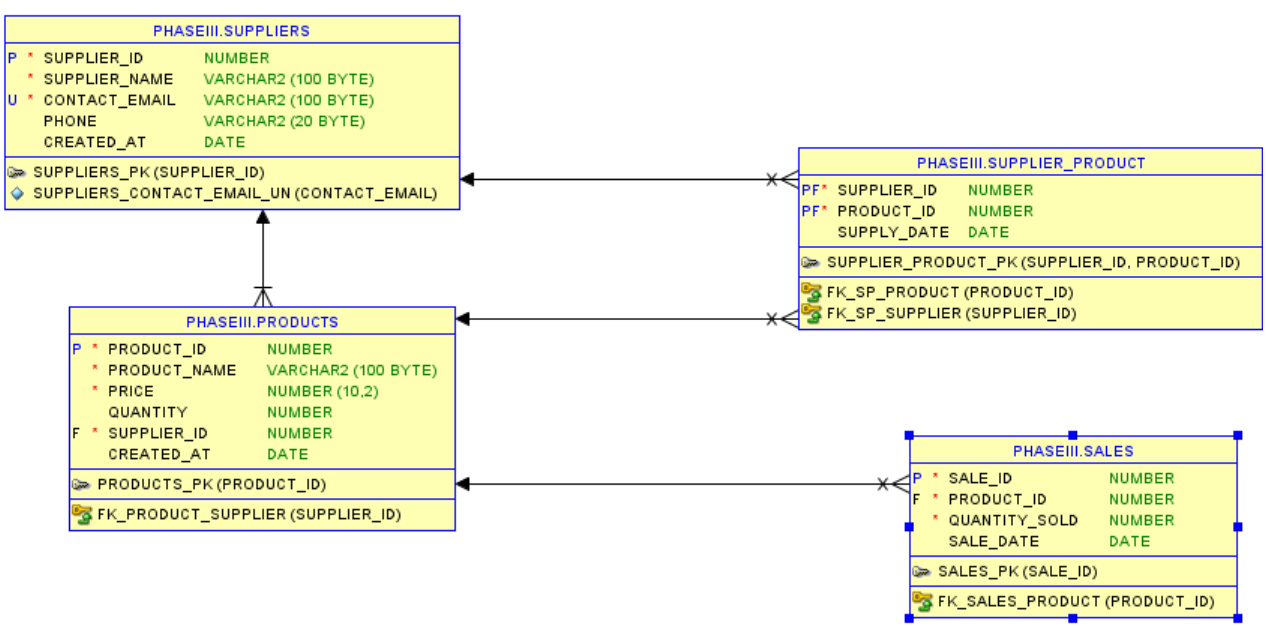 PHASEIII.SUPPLIERS
P * SUPPLIER_ID NUMBER
* SUPPLIER_NAME VARCHAR2 (100 BYTE)
U * CONTACT_EMAIL VARCHAR2 (100 BYTE)
PHONE VARCHAR2 (20 BYTE)
CREATED_AT DATE
SUPPLIERS_PK (SUPPLIER_ID)
SUPPLIERS_CONTACT_EMAIL_UN (CONTACT_EMAIL)
PHASEIII.SUPPLIER_PRODUCT
PF* SUPPLIER_ID NUMBER
PF* PRODUCT_ID NUMBER
SUPPLY_DATE DATE
SUPPLIER_PRODUCT_PK (SUPPLIER_ID, PRODUCT_ID)
FK_SP_PRODUCT (PRODUCT_ID)
FK_SP_SUPPLIER (SUPPLIER_ID)
PHASEIII.PRODUCTS
P * PRODUCT_ID NUMBER
* PRODUCT_NAME VARCHAR2 (100 BYTE)
* PRICE NUMBER (10,2)
QUANTITY NUMBER
F * SUPPLIER_ID NUMBER
CREATED_AT DATE
PRODUCTS_PK (PRODUCT_ID)
FK_PRODUCT_SUPPLIER (SUPPLIER_ID)
PHASEIII.SALES
P * SALE_ID NUMBER
F * PRODUCT_ID NUMBER
* QUANTITY_SOLD NUMBER
SALE_DATE DATE
SALES_PK (SALE_ID)
FK_SALES_PRODUCT (PRODUCT_ID)